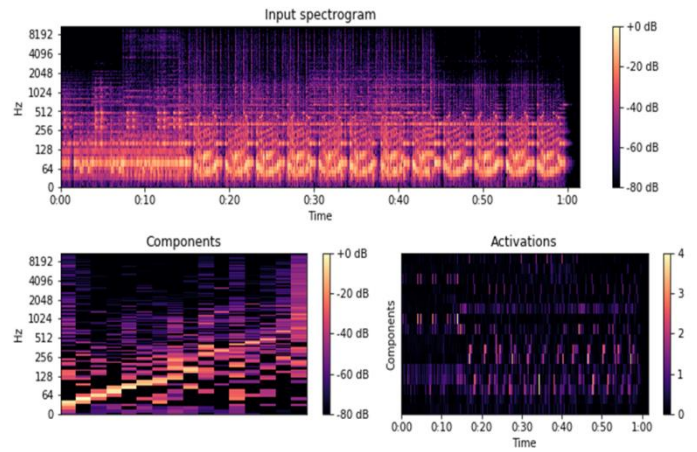 Input spectrogram
Hz
8192
4096
2048
1024
512
256
128
64
0
0:00 0:10 0:20 0:30 0:40 0:50 1:00
Time
+0 dB
-20 dB
-40 dB
-60 dB
-80 dB
Components
Hz
8192
4096
2048
1024
512
256
128
64
0
+0 dB
-20 dB
-40 dB
-60 dB
-80 dB
Activations
Components
0:00 0:10 0:20 0:30 0:40 0:50 1:00
Time
4
3
2
1
0